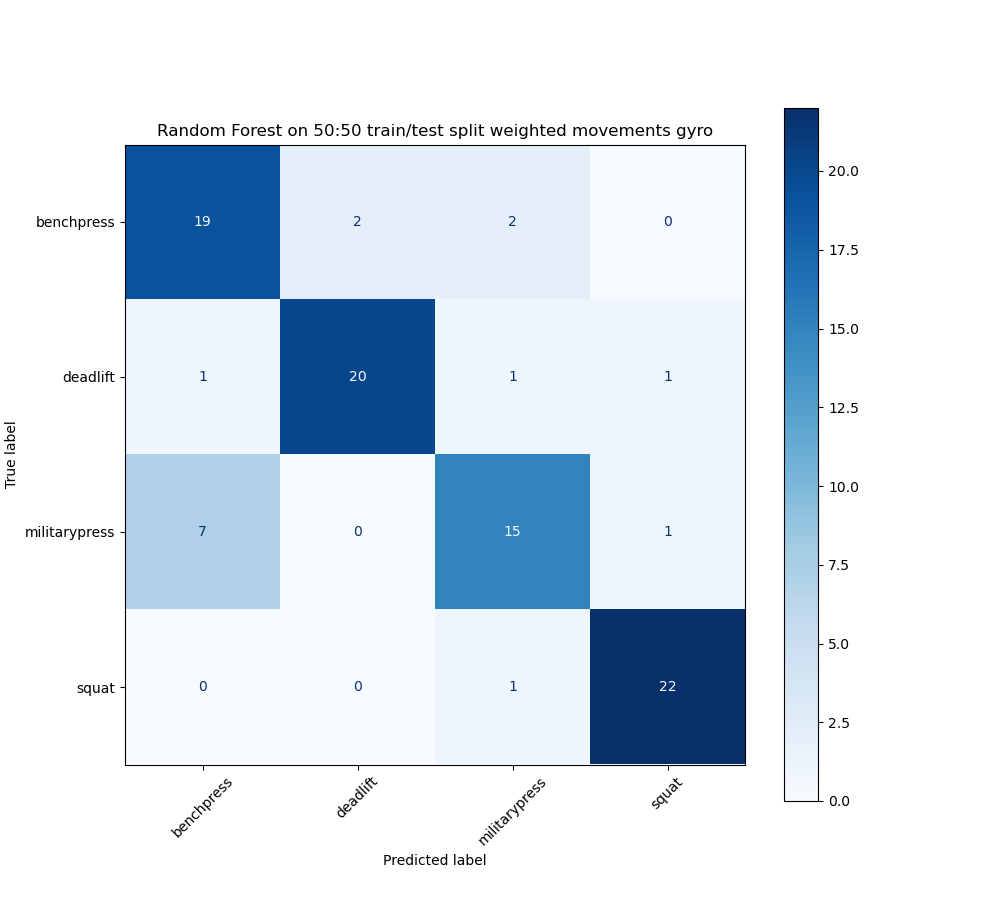 Random Forest on 50:50 train/test split weighted movements gyro
True label
benchpress
19 2 2 0
deadlift
1 20 1 1
militarypress
7 0 15 1
squat
0 0 1 22
benchpress deadlift militarypress squat
Predicted label
20.0
17.5
15.0
12.5
10.0
7.5
5.0
2.5
0.0